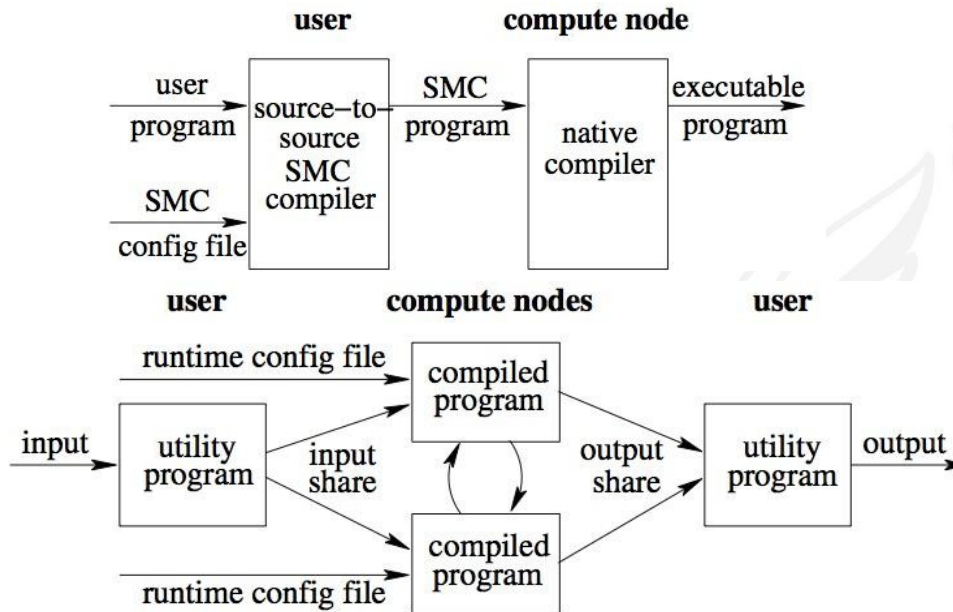 user
compute node
user
program
SMC
config file
source–to–
source
SMC
compiler
SMC
program
native
compiler
executable
program
user
compute nodes
user
runtime config file
input
utility
program
input
share
compiled
program
compiled
program
runtime config file
output
share
utility
program
output